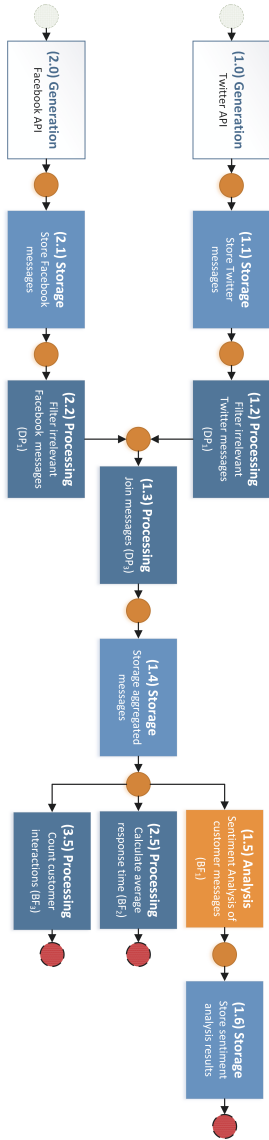 (1.0) Generation
Twitter API
(1.1) Storage
Store Twitter
messages
(1.2) Processing
Filter irrelevant
Twitter messages
(DP₁)
(2.0) Generation
Facebook API
(2.1) Storage
Store Facebook
messages
(2.2) Processing
Filter irrelevant
Facebook messages
(DP₁)
(1.3) Processing
Join messages (DP₃)
(1.4) Storage
Storage aggregated
messages
(1.5) Analysis
Sentiment Analysis of
customer messages
(BF₁)
(1.6) Storage
Store sentiment
analysis results
(2.5) Processing
Calculate average
response time (BF₂)
(3.5) Processing
Count customer
interactions (BF₃)